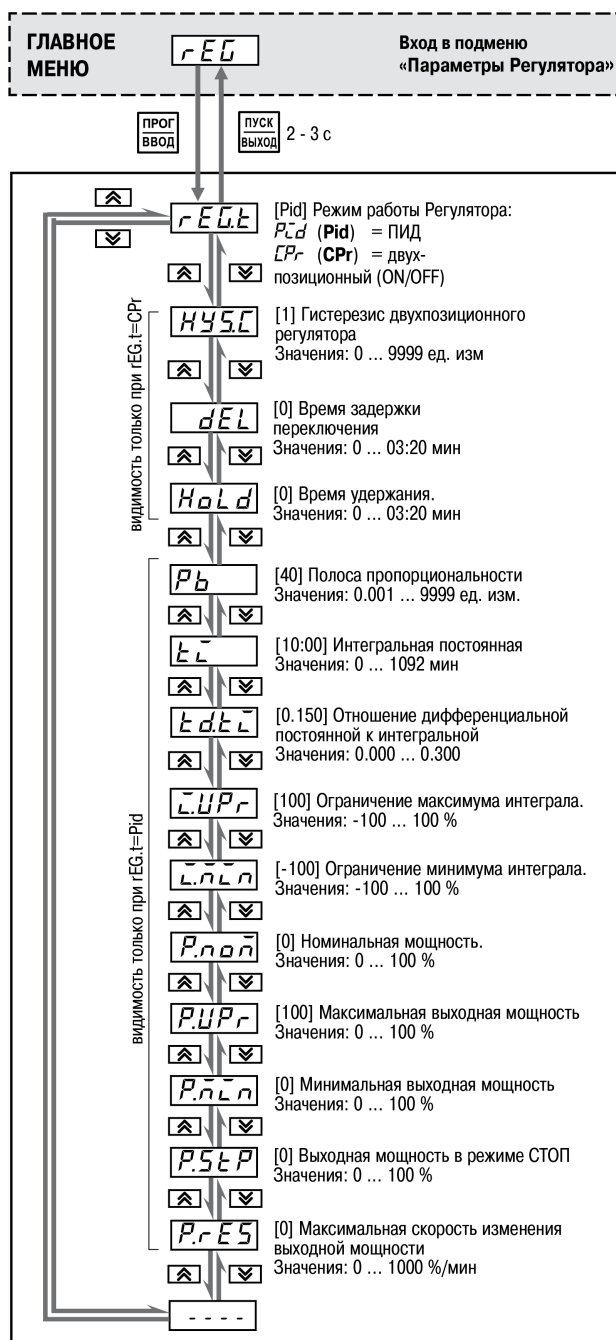 ГЛАВНОЕ
МЕНЮ
rEG
Вход в подменю
«Параметры Регулятора»
ПРОГ
ВВОД
ПУСК
ВЫХОД
2 - 3 с
rEG.t
[Pid] Режим работы Регулятора:
Pid (Pid) = ПИД
CPr (CPr) = двух-
позиционный (ON/OFF)
видимость только при rEG.t=CPr
HYS.C
[1] Гистерезис двухпозиционного
регулятора
Значения: 0 ... 9999 ед. изм
dEL
[0] Время задержки
переключения
Значения: 0 ... 03:20 мин
HoLd
[0] Время удержания.
Значения: 0 ... 03:20 мин
видимость только при rEG.t=Pid
Pb
[40] Полоса пропорциональности
Значения: 0.001 ... 9999 ед. изм.
ti
[10:00] Интегральная постоянная
Значения: 0 ... 1092 мин
td.ti
[0.150] Отношение дифференциальной
постоянной к интегральной
Значения: 0.000 ... 0.300
i.UPr
[100] Ограничение максимума интеграла.
Значения: -100 ... 100 %
i.min
[-100] Ограничение минимума интеграла.
Значения: -100 ... 100 %
P.nom
[0] Номинальная мощность.
Значения: 0 ... 100 %
P.UPr
[100] Максимальная выходная мощность
Значения: 0 ... 100 %
P.min
[0] Минимальная выходная мощность
Значения: 0 ... 100 %
P.StP
[0] Выходная мощность в режиме СТОП
Значения: 0 ... 100 %
P.rES
[0] Максимальная скорость изменения
выходной мощности
Значения: 0 ... 1000 %/мин
- - - -